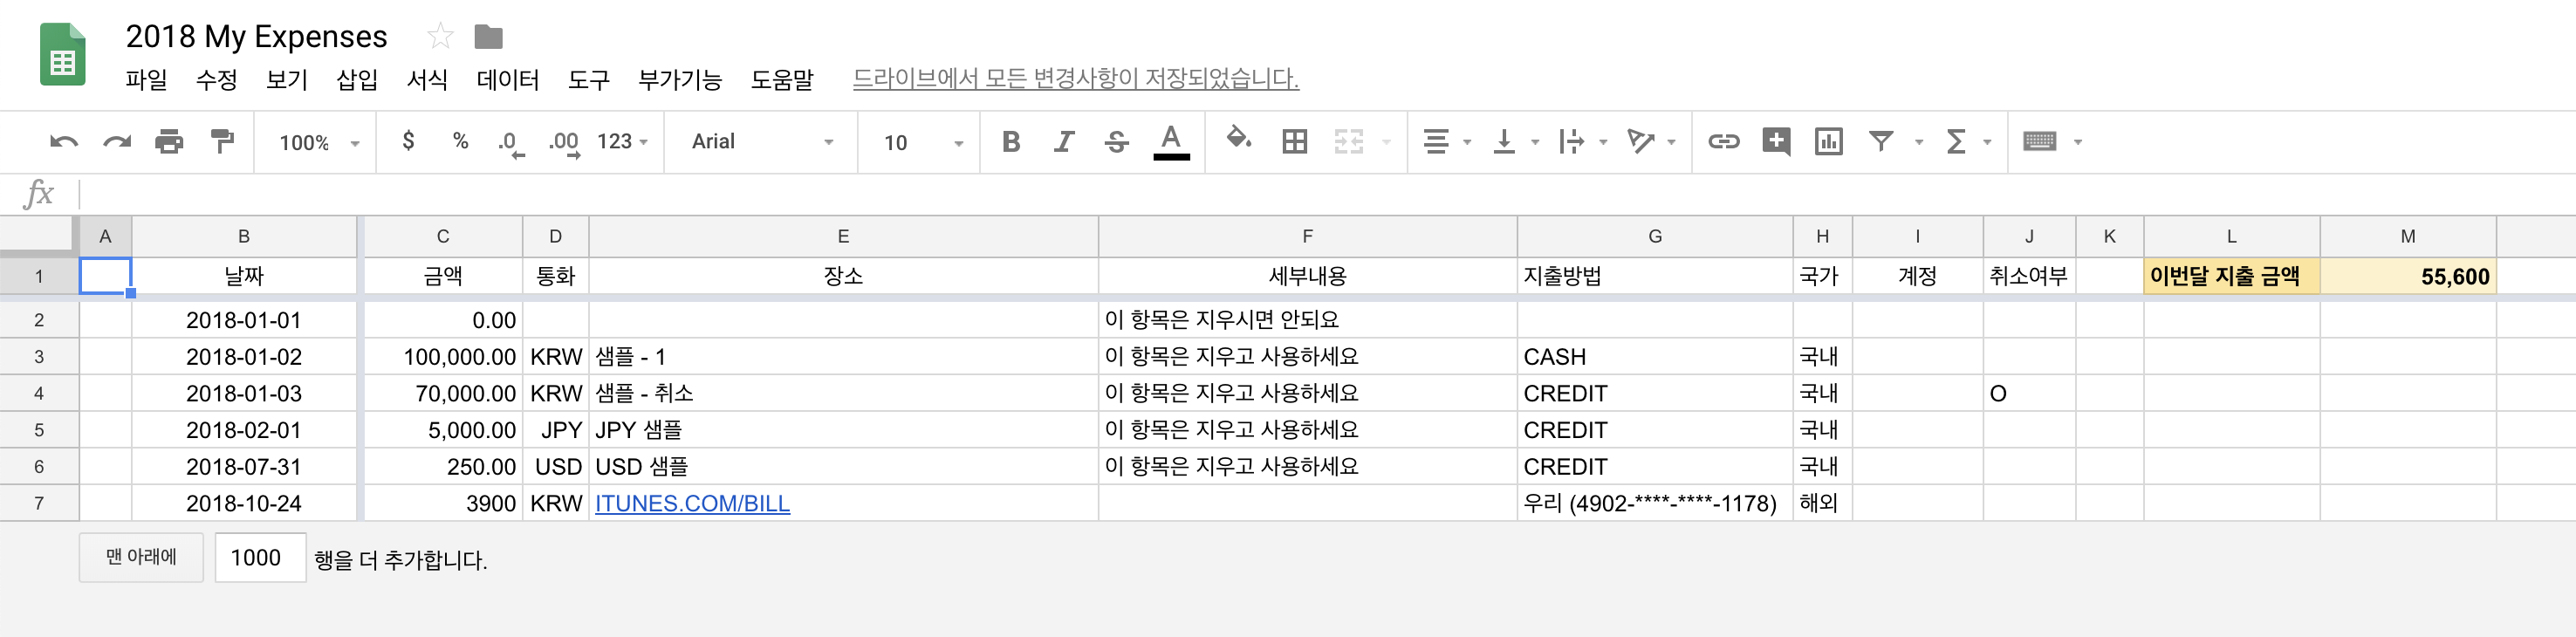 2018 My Expenses
파일 수정 보기 삽입 서식 데이터 도구 부가기능 도움말 드라이브에서 모든 변경사항이 저장되었습니다.
100% $ % .0 .00 123 Arial 10 B I S A
fx
A B C D E F G H I J K L M
1 날짜 금액 통화 장소 세부내용 지출방법 국가 계정 취소여부 이번달 지출 금액 55,600
2 2018-01-01 0.00 이 항목은 지우시면 안되요
3 2018-01-02 100,000.00 KRW 샘플 - 1 이 항목은 지우고 사용하세요 CASH 국내
4 2018-01-03 70,000.00 KRW 샘플 - 취소 이 항목은 지우고 사용하세요 CREDIT 국내 O
5 2018-02-01 5,000.00 JPY JPY 샘플 이 항목은 지우고 사용하세요 CREDIT 국내
6 2018-07-31 250.00 USD USD 샘플 이 항목은 지우고 사용하세요 CREDIT 국내
7 2018-10-24 3900 KRW ITUNES.COM/BILL 우리 (4902-****-****-1178) 해외
맨 아래에 1000 행을 더 추가합니다.